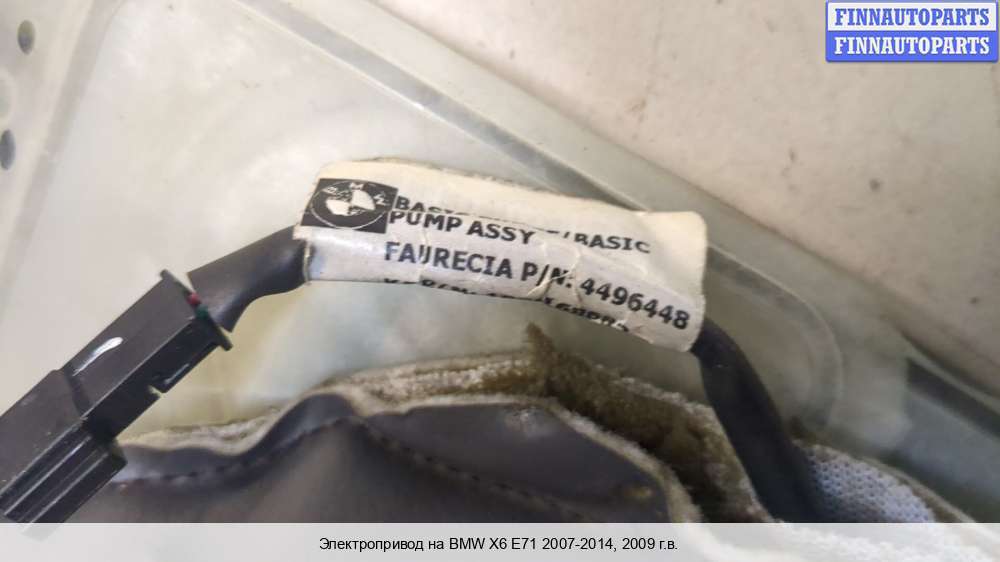 FINNAUTOPARTS
FINNAUTOPARTS
PUMP ASSY /BASIC
FAURECIA P/N. 4496448
Электропривод на BMW X6 E71 2007-2014, 2009 г.в.